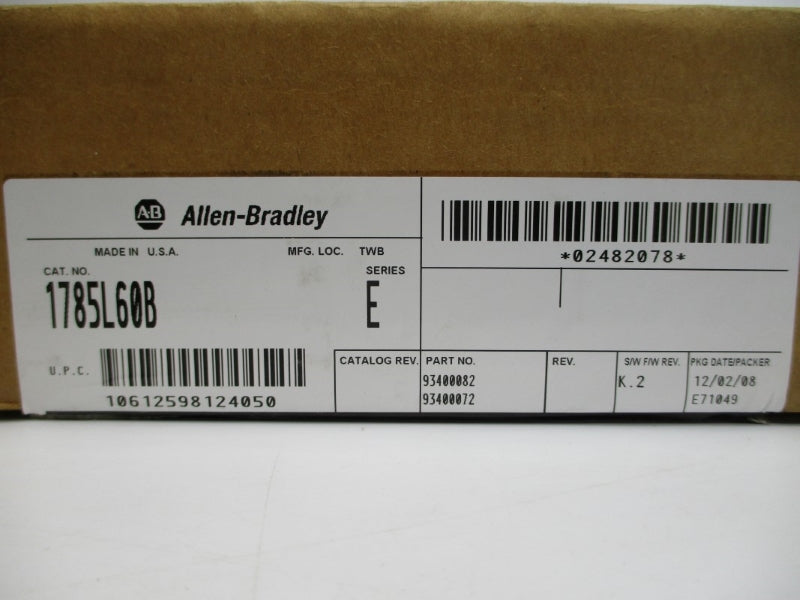 A-B Allen-Bradley
MADE IN U.S.A. MFG. LOC. TWB
CAT. NO. SERIES
1785L60B E
U.P.C.
10612598124050
*02482078*
CATALOG REV. PART NO. REV. S/W F/W REV. PKG DATE/PACKER
93400082 K.2 12/02/08
93400072 E71049